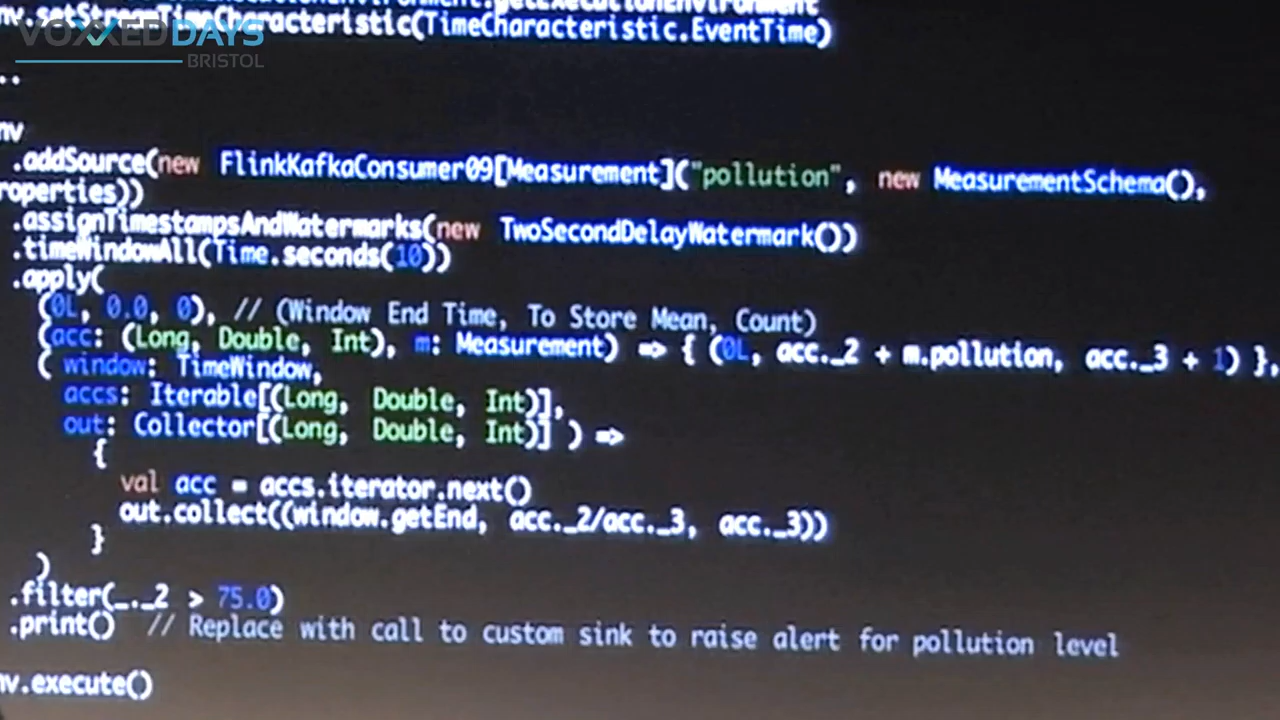 nv.setStreamTimeCharacteristic(TimeCharacteristic.EventTime)
VOXXED DAYS
BRISTOL
..
nv
.addSource(new FlinkKafkaConsumer09[Measurement]("pollution", new MeasurementSchema(),
roperties))
.assignTimestampsAndWatermarks(new TwoSecondDelayWatermark())
.timeWindowAll(Time.seconds(10))
.apply(
(0L, 0.0, 0), // (Window End Time, To Store Mean, Count)
(acc: (Long, Double, Int), m: Measurement) => { (0L, acc._2 + m.pollution, acc._3 + 1) },
( window: TimeWindow,
accs: Iterable[(Long, Double, Int)],
out: Collector[(Long, Double, Int)] ) =>
{
val acc = accs.iterator.next()
out.collect((window.getEnd, acc._2/acc._3, acc._3))
}
)
.filter(_._2 > 75.0)
.print() // Replace with call to custom sink to raise alert for pollution level
nv.execute()